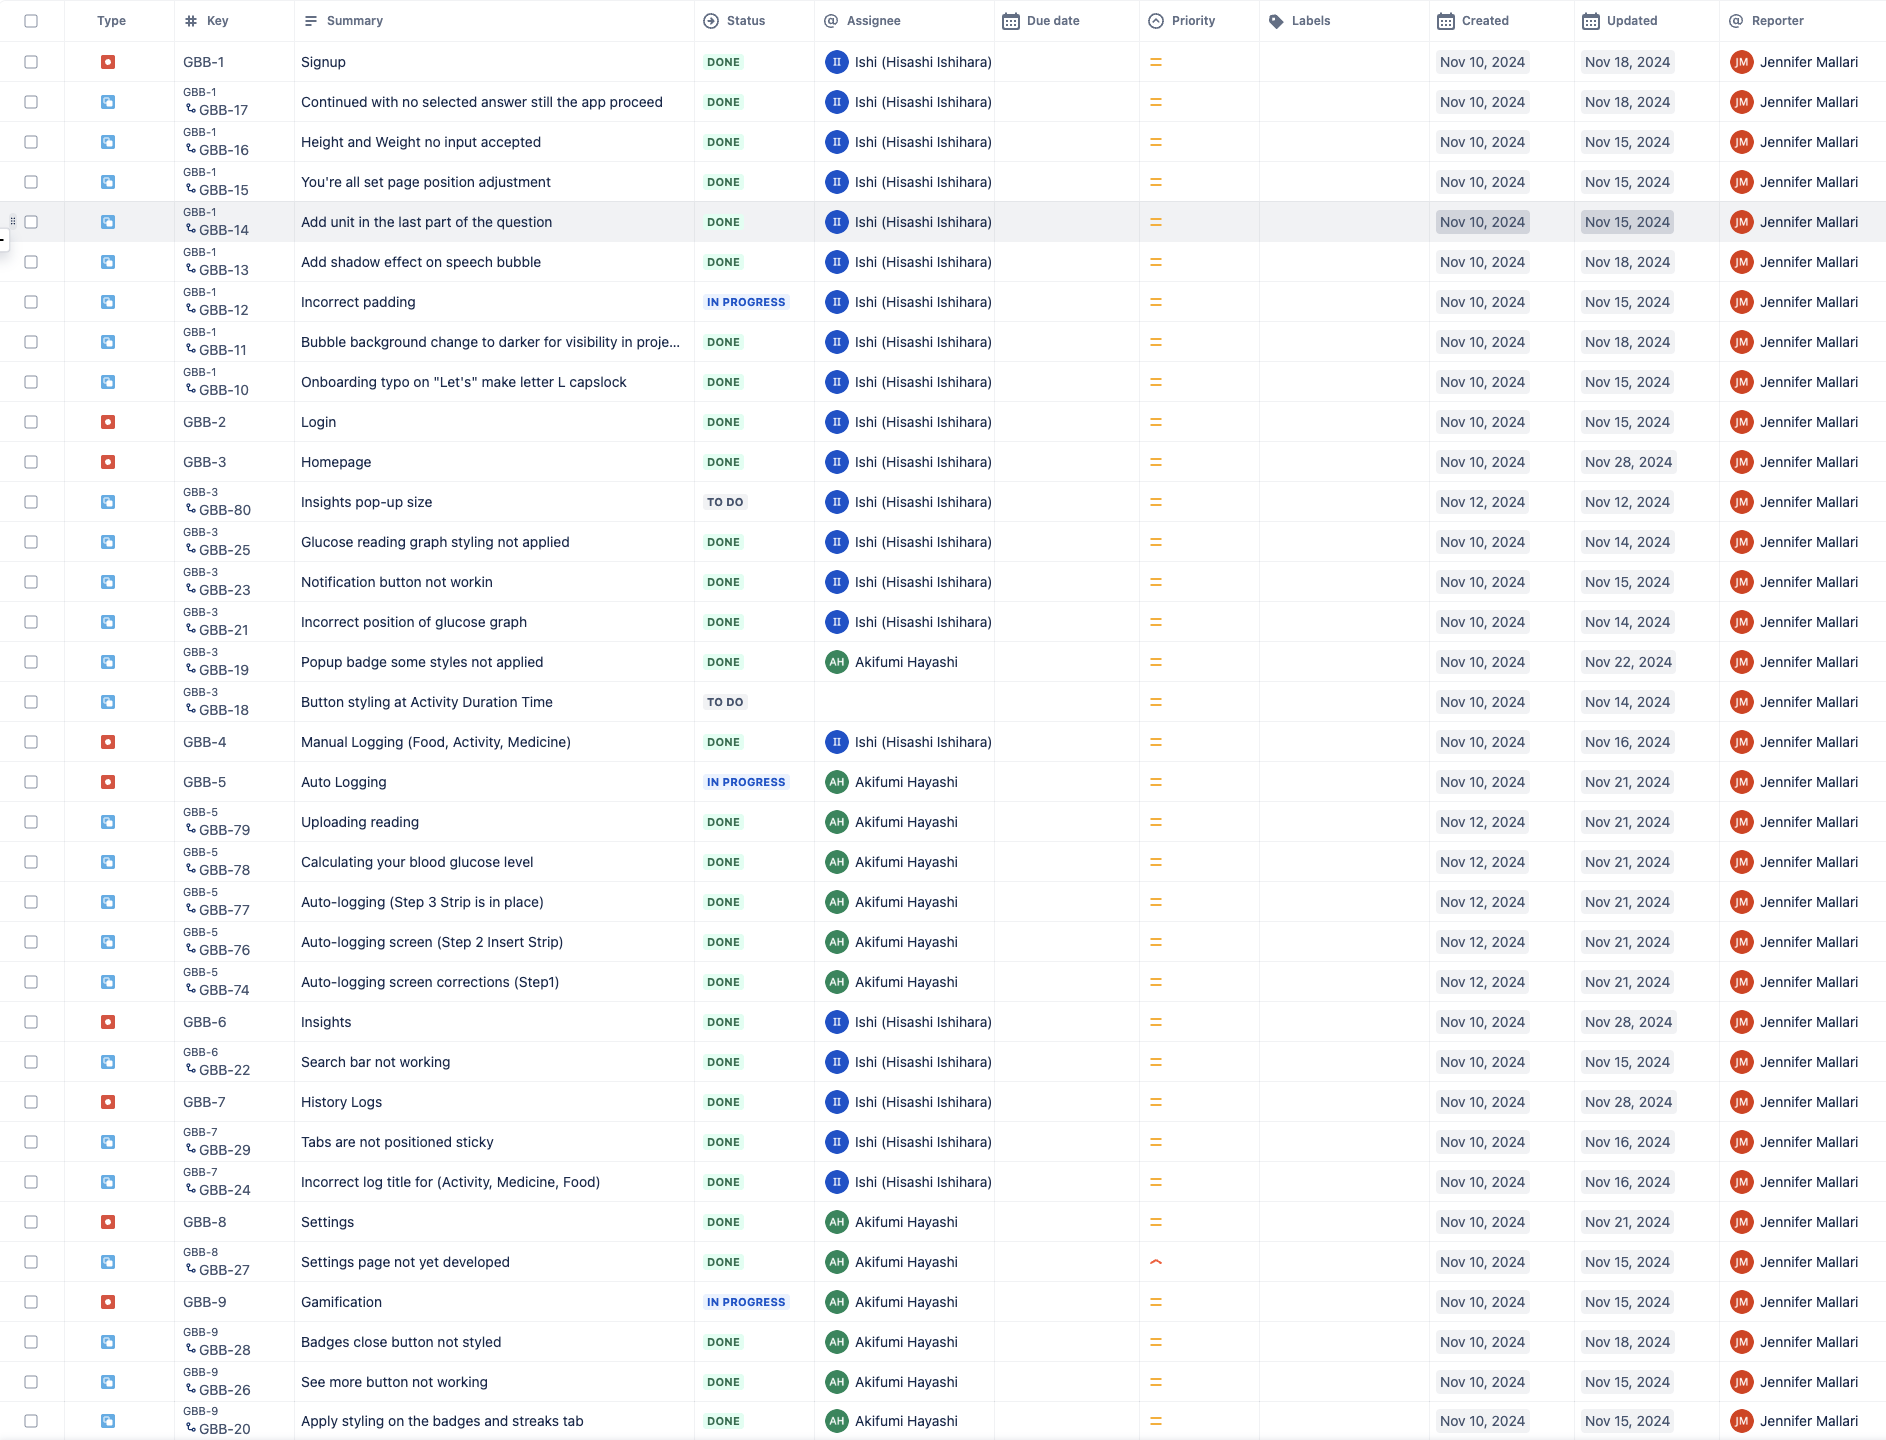 Type Key Summary Status Assignee Due date Priority Labels Created Updated Reporter
GBB-1 Signup DONE II Ishi (Hisashi Ishihara) Nov 10, 2024 Nov 18, 2024 JM Jennifer Mallari
GBB-1
GBB-17 Continued with no selected answer still the app proceed DONE II Ishi (Hisashi Ishihara) Nov 10, 2024 Nov 18, 2024 JM Jennifer Mallari
GBB-1
GBB-16 Height and Weight no input accepted DONE II Ishi (Hisashi Ishihara) Nov 10, 2024 Nov 15, 2024 JM Jennifer Mallari
GBB-1
GBB-15 You're all set page position adjustment DONE II Ishi (Hisashi Ishihara) Nov 10, 2024 Nov 15, 2024 JM Jennifer Mallari
GBB-1
GBB-14 Add unit in the last part of the question DONE II Ishi (Hisashi Ishihara) Nov 10, 2024 Nov 15, 2024 JM Jennifer Mallari
GBB-1
GBB-13 Add shadow effect on speech bubble DONE II Ishi (Hisashi Ishihara) Nov 10, 2024 Nov 18, 2024 JM Jennifer Mallari
GBB-1
GBB-12 Incorrect padding IN PROGRESS II Ishi (Hisashi Ishihara) Nov 10, 2024 Nov 15, 2024 JM Jennifer Mallari
GBB-1
GBB-11 Bubble background change to darker for visibility in proje... DONE II Ishi (Hisashi Ishihara) Nov 10, 2024 Nov 18, 2024 JM Jennifer Mallari
GBB-1
GBB-10 Onboarding typo on "Let's" make letter L capslock DONE II Ishi (Hisashi Ishihara) Nov 10, 2024 Nov 15, 2024 JM Jennifer Mallari
GBB-2 Login DONE II Ishi (Hisashi Ishihara) Nov 10, 2024 Nov 15, 2024 JM Jennifer Mallari
GBB-3 Homepage DONE II Ishi (Hisashi Ishihara) Nov 10, 2024 Nov 28, 2024 JM Jennifer Mallari
GBB-3
GBB-80 Insights pop-up size TO DO II Ishi (Hisashi Ishihara) Nov 12, 2024 Nov 12, 2024 JM Jennifer Mallari
GBB-3
GBB-25 Glucose reading graph styling not applied DONE II Ishi (Hisashi Ishihara) Nov 10, 2024 Nov 14, 2024 JM Jennifer Mallari
GBB-3
GBB-23 Notification button not workin DONE II Ishi (Hisashi Ishihara) Nov 10, 2024 Nov 15, 2024 JM Jennifer Mallari
GBB-3
GBB-21 Incorrect position of glucose graph DONE II Ishi (Hisashi Ishihara) Nov 10, 2024 Nov 14, 2024 JM Jennifer Mallari
GBB-3
GBB-19 Popup badge some styles not applied DONE AH Akifumi Hayashi Nov 10, 2024 Nov 22, 2024 JM Jennifer Mallari
GBB-3
GBB-18 Button styling at Activity Duration Time TO DO Nov 10, 2024 Nov 14, 2024 JM Jennifer Mallari
GBB-4 Manual Logging (Food, Activity, Medicine) DONE II Ishi (Hisashi Ishihara) Nov 10, 2024 Nov 16, 2024 JM Jennifer Mallari
GBB-5 Auto Logging IN PROGRESS AH Akifumi Hayashi Nov 10, 2024 Nov 21, 2024 JM Jennifer Mallari
GBB-5
GBB-79 Uploading reading DONE AH Akifumi Hayashi Nov 12, 2024 Nov 21, 2024 JM Jennifer Mallari
GBB-5
GBB-78 Calculating your blood glucose level DONE AH Akifumi Hayashi Nov 12, 2024 Nov 21, 2024 JM Jennifer Mallari
GBB-5
GBB-77 Auto-logging (Step 3 Strip is in place) DONE AH Akifumi Hayashi Nov 12, 2024 Nov 21, 2024 JM Jennifer Mallari
GBB-5
GBB-76 Auto-logging screen (Step 2 Insert Strip) DONE AH Akifumi Hayashi Nov 12, 2024 Nov 21, 2024 JM Jennifer Mallari
GBB-5
GBB-74 Auto-logging screen corrections (Step1) DONE AH Akifumi Hayashi Nov 12, 2024 Nov 21, 2024 JM Jennifer Mallari
GBB-6 Insights DONE II Ishi (Hisashi Ishihara) Nov 10, 2024 Nov 28, 2024 JM Jennifer Mallari
GBB-6
GBB-22 Search bar not working DONE II Ishi (Hisashi Ishihara) Nov 10, 2024 Nov 15, 2024 JM Jennifer Mallari
GBB-7 History Logs DONE II Ishi (Hisashi Ishihara) Nov 10, 2024 Nov 28, 2024 JM Jennifer Mallari
GBB-7
GBB-29 Tabs are not positioned sticky DONE II Ishi (Hisashi Ishihara) Nov 10, 2024 Nov 16, 2024 JM Jennifer Mallari
GBB-7
GBB-24 Incorrect log title for (Activity, Medicine, Food) DONE II Ishi (Hisashi Ishihara) Nov 10, 2024 Nov 16, 2024 JM Jennifer Mallari
GBB-8 Settings DONE AH Akifumi Hayashi Nov 10, 2024 Nov 21, 2024 JM Jennifer Mallari
GBB-8
GBB-27 Settings page not yet developed DONE AH Akifumi Hayashi Nov 10, 2024 Nov 15, 2024 JM Jennifer Mallari
GBB-9 Gamification IN PROGRESS AH Akifumi Hayashi Nov 10, 2024 Nov 15, 2024 JM Jennifer Mallari
GBB-9
GBB-28 Badges close button not styled DONE AH Akifumi Hayashi Nov 10, 2024 Nov 18, 2024 JM Jennifer Mallari
GBB-9
GBB-26 See more button not working DONE AH Akifumi Hayashi Nov 10, 2024 Nov 15, 2024 JM Jennifer Mallari
GBB-9
GBB-20 Apply styling on the badges and streaks tab DONE AH Akifumi Hayashi Nov 10, 2024 Nov 15, 2024 JM Jennifer Mallari